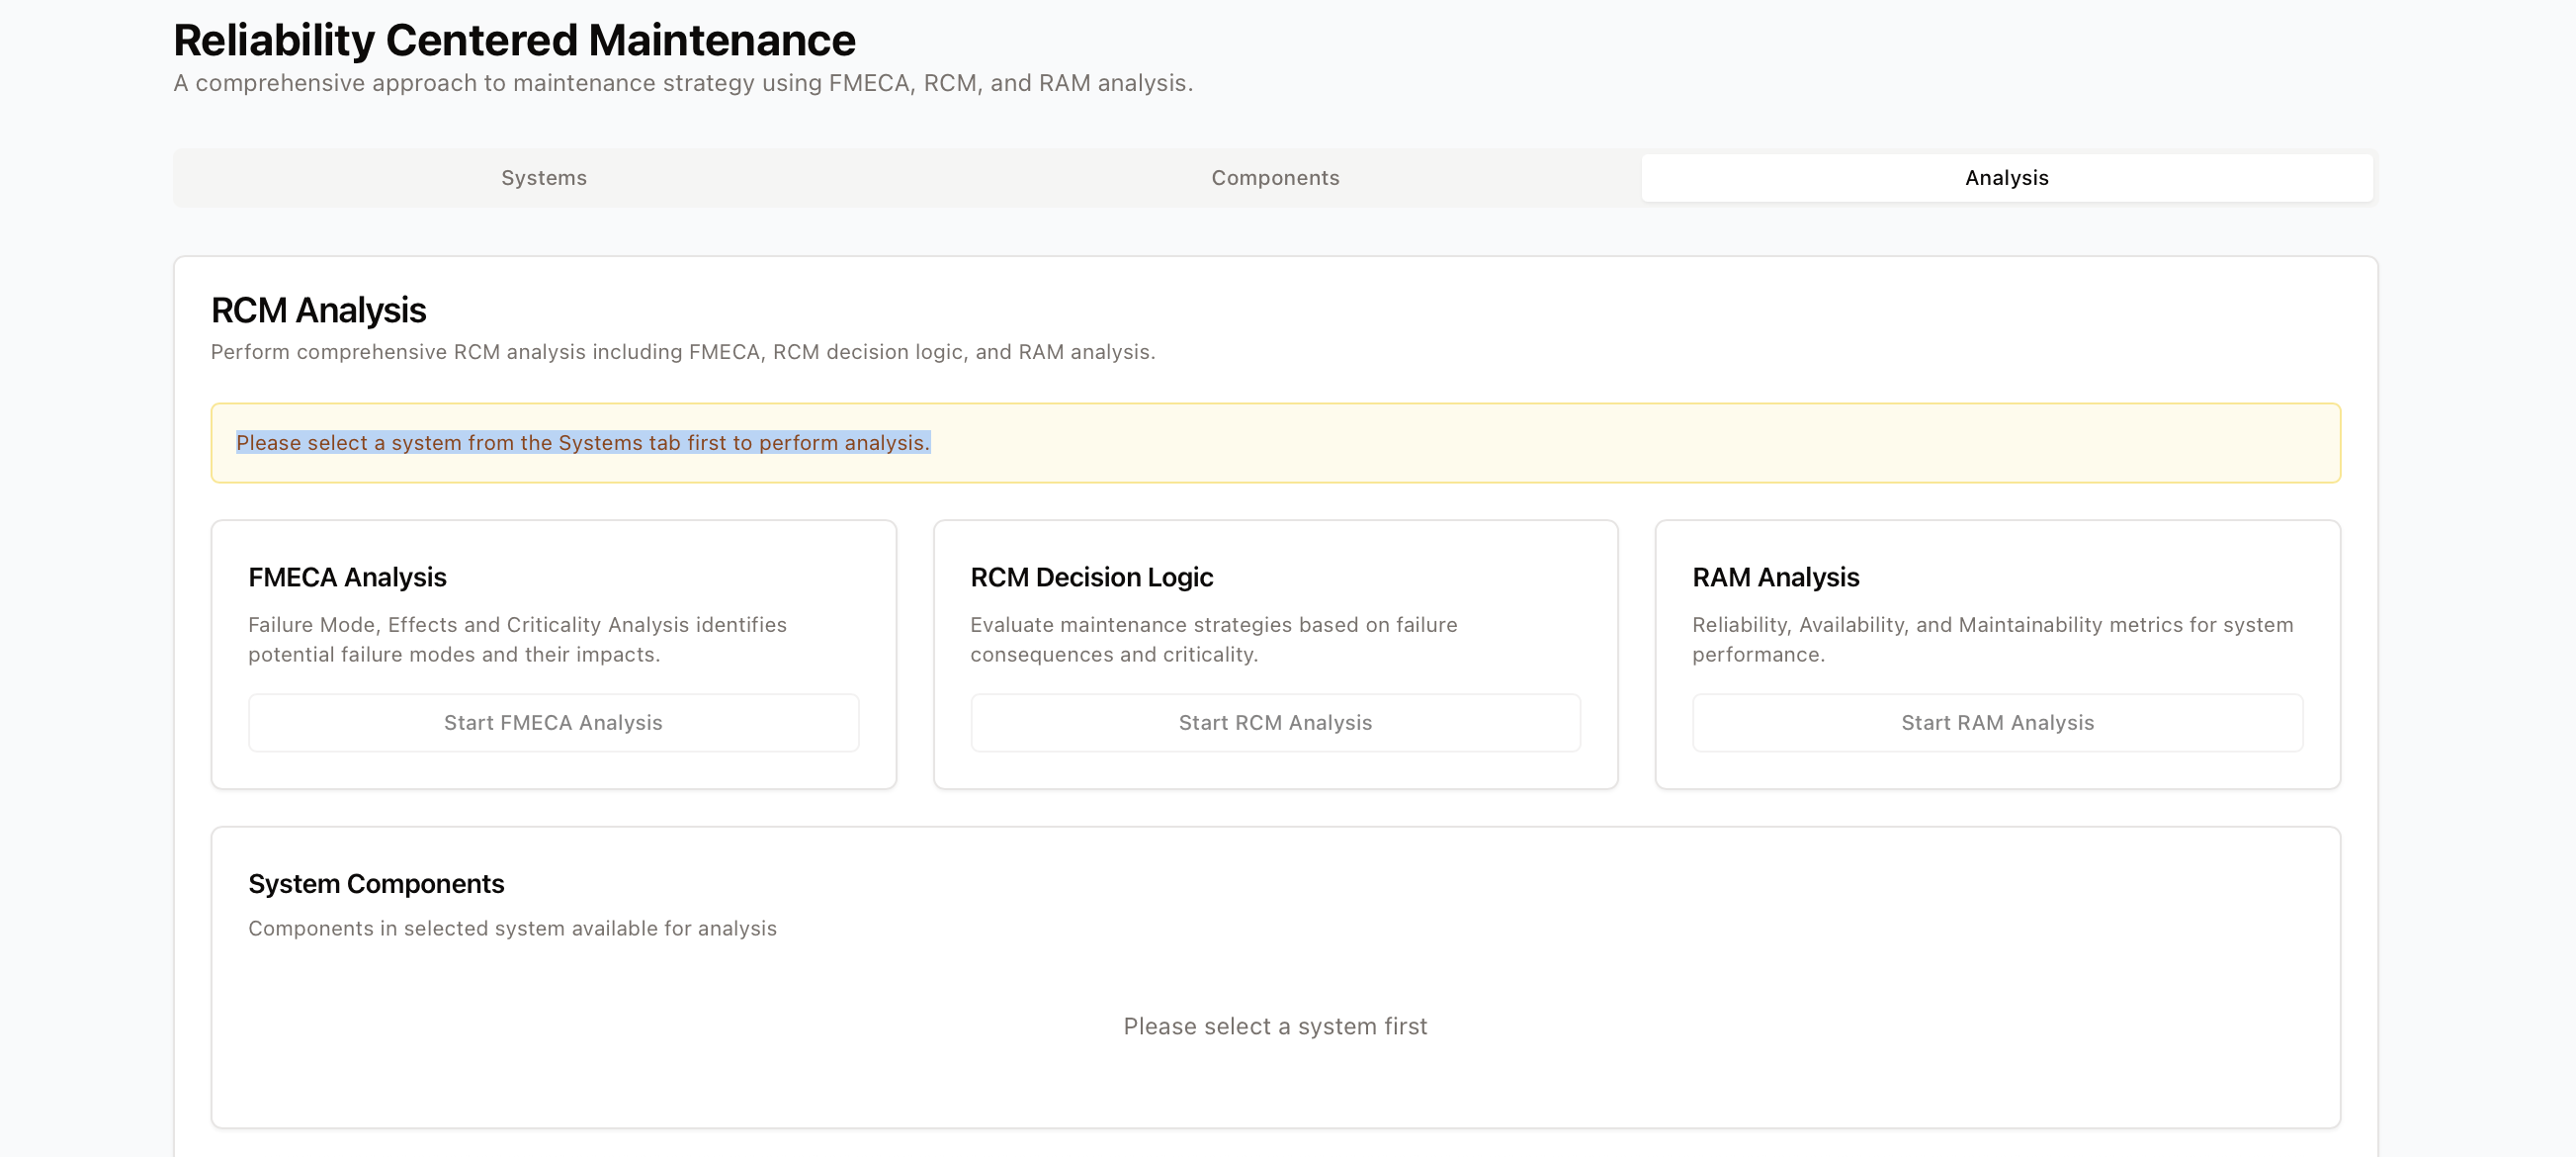 Reliability Centered Maintenance
A comprehensive approach to maintenance strategy using FMECA, RCM, and RAM analysis.
Systems
Components
Analysis
RCM Analysis
Perform comprehensive RCM analysis including FMECA, RCM decision logic, and RAM analysis.
Please select a system from the Systems tab first to perform analysis.
FMECA Analysis
Failure Mode, Effects and Criticality Analysis identifies
potential failure modes and their impacts.
Start FMECA Analysis
RCM Decision Logic
Evaluate maintenance strategies based on failure
consequences and criticality.
Start RCM Analysis
RAM Analysis
Reliability, Availability, and Maintainability metrics for system
performance.
Start RAM Analysis
System Components
Components in selected system available for analysis
Please select a system first